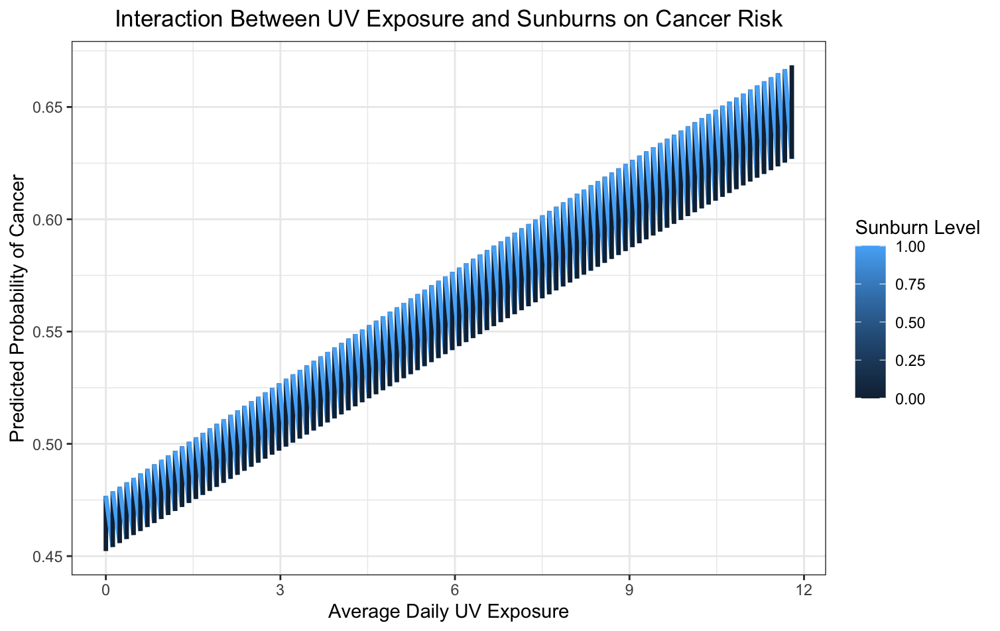 Interaction Between UV Exposure and Sunburns on Cancer Risk
Predicted Probability of Cancer
0.65
0.60
0.55
0.50
0.45
0 3 6 9 12
Average Daily UV Exposure
Sunburn Level
1.00
0.75
0.50
0.25
0.00